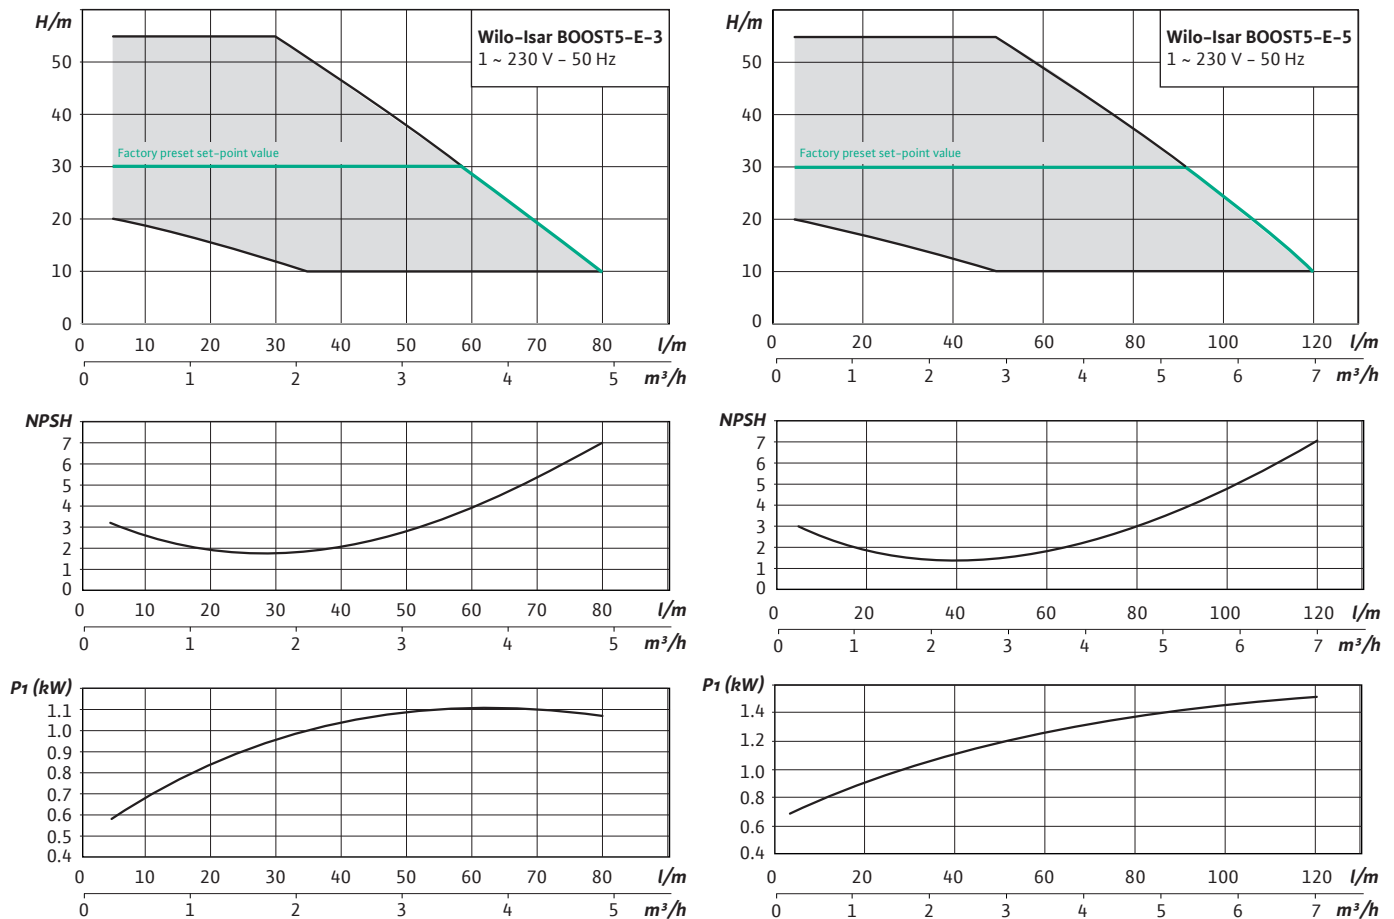 H/m
Wilo-Isar BOOST5-E-3
1 ~ 230 V – 50 Hz
50
40
Factory preset set-point value
30
20
10
0
0 10 20 30 40 50 60 70 80 l/m
0 1 2 3 4 5 m³/h
NPSH
7
6
5
4
3
2
1
0
0 10 20 30 40 50 60 70 80 l/m
0 1 2 3 4 5 m³/h
P1 (kW)
1.1
1.0
0.9
0.8
0.7
0.6
0.5
0.4
0 10 20 30 40 50 60 70 80 l/m
0 1 2 3 4 5 m³/h
H/m
Wilo-Isar BOOST5-E-5
1 ~ 230 V – 50 Hz
50
40
Factory preset set-point value
30
20
10
0
0 20 40 60 80 100 120 l/m
0 1 2 3 4 5 6 7 m³/h
NPSH
7
6
5
4
3
2
1
0
0 20 40 60 80 100 120 l/m
0 1 2 3 4 5 6 7 m³/h
P1 (kW)
1.4
1.2
1.0
0.8
0.6
0.4
0 20 40 60 80 100 120 l/m
0 1 2 3 4 5 6 7 m³/h